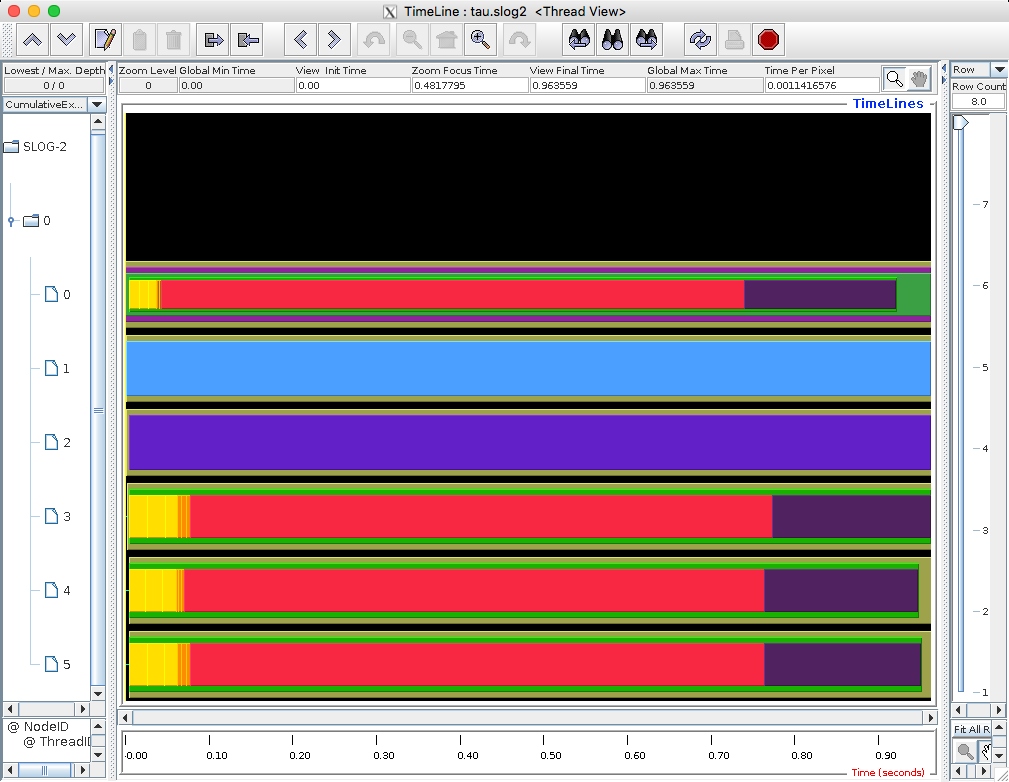 TimeLine : tau.slog2 <Thread View>
Lowest / Max. Depth
0 / 0
Zoom Level Global Min Time View Init Time Zoom Focus Time View Final Time Global Max Time Time Per Pixel
0 0.00 0.00 0.4817795 0.963559 0.963559 0.0011416576
Row
Row Count
8.0
CumulativeEx...
TimeLines
SLOG-2
0
0
1
2
3
4
5
7
6
5
4
3
2
1
@ NodeID
@ ThreadID
Fit All R
0.00 0.10 0.20 0.30 0.40 0.50 0.60 0.70 0.80 0.90
Time (seconds)